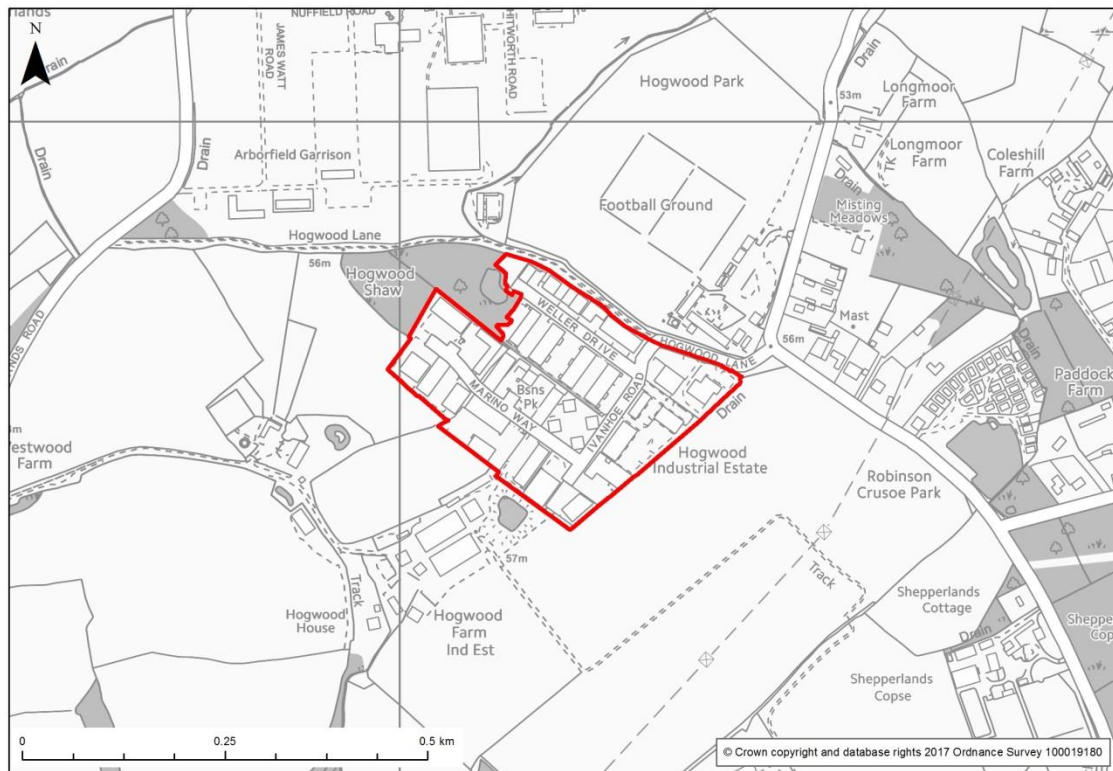 NUFFIELD ROAD
N
JAMES WATT
ROAD
Drain
Drain
Drain
Arborfield Garrison
Hogwood Park
53m
Drain
Longmoor
Farm
Longmoor
Farm
TK
Drain
Coleshill
Farm
Misting
Meadows
Football Ground
Hogwood Lane
56m
Hogwood
Shaw
WELLER DRIVE
HOGWOOD LANE
56m
Mast
Drain
Paddock
Farm
Bsns
Pk
MARINO WAY
IVANHOE ROAD
Drain
Hogwood
Industrial Estate
Robinson
Crusoe Park
57m
Track
Track
Hogwood
House
Hogwood
Farm
Ind Est
Shepperlands
Cottage
Drain
Shepperlands
Copse
0
0.25
0.5 km
© Crown copyright and database rights 2017 Ordnance Survey 100019180